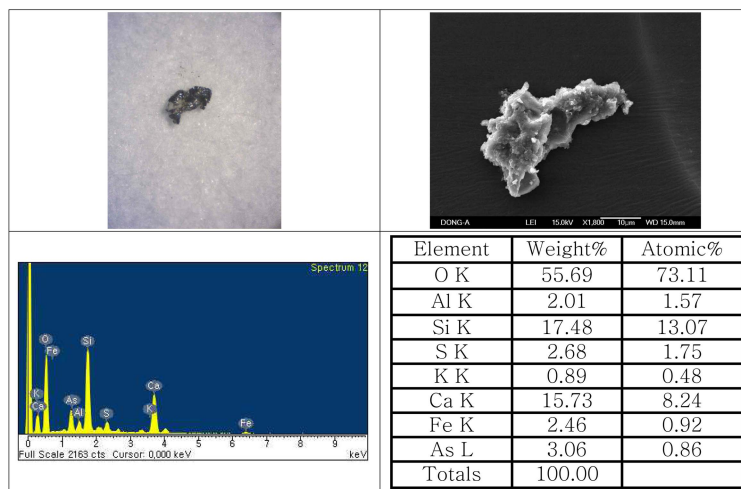 DONG-A LEI 15.0kV X1,800 10μm WD 15.0mm
Spectrum 12
O
Fe
K
Ca
As
Al
Si
S
K
Ca
Fe
0 1 2 3 4 5 6 7 8 9
Full Scale 2163 cts Cursor: 0,000 keV keV
Element Weight% Atomic%
O K 55.69 73.11
Al K 2.01 1.57
Si K 17.48 13.07
S K 2.68 1.75
K K 0.89 0.48
Ca K 15.73 8.24
Fe K 2.46 0.92
As L 3.06 0.86
Totals 100.00